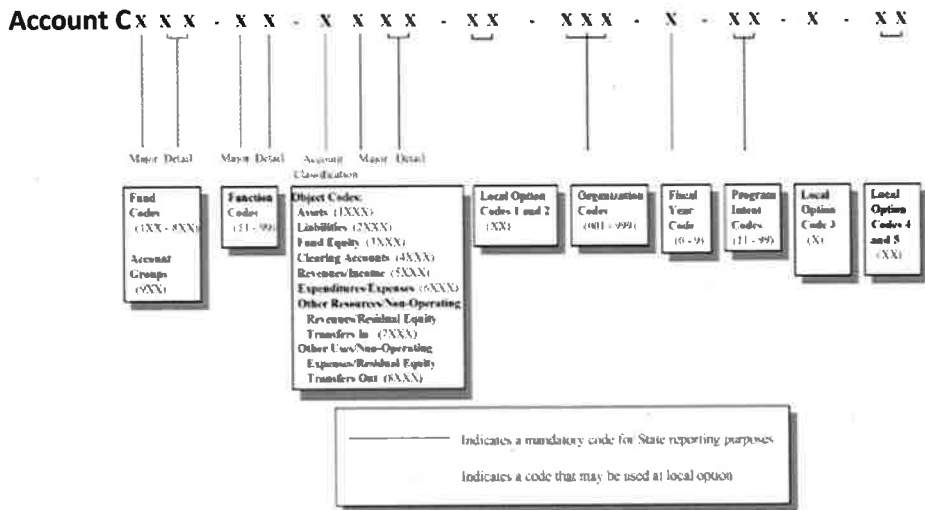 Account C X X X - X X - X X X X - X X - X X X - X - X X - X - X X
Major Detail Major Detail Account Classification Major Detail
Fund
Codes
(1XX - 8XX)
Account
Groups
(9XX)
Function
Codes
(11 - 99)
Object Codes:
Assets (1XXX)
Liabilities (2XXX)
Fund Equity (3XXX)
Clearing Accounts (4XXX)
Revenues/Income (5XXX)
Expenditures/Expenses (6XXX)
Other Resources/Non-Operating
Revenues/Residual Equity
Transfers In (7XXX)
Other Uses/Non-Operating
Expenses/Residual Equity
Transfers Out (8XXX)
Local Option
Codes 1 and 2
(XX)
Organization
Codes
(001 - 999)
Fiscal
Year
Code
(0 - 9)
Program
Intent
Codes
(11 - 99)
Local
Option
Code 3
(X)
Local
Option
Codes 4
and 5
(XX)
Indicates a mandatory code for State reporting purposes
Indicates a code that may be used at local option